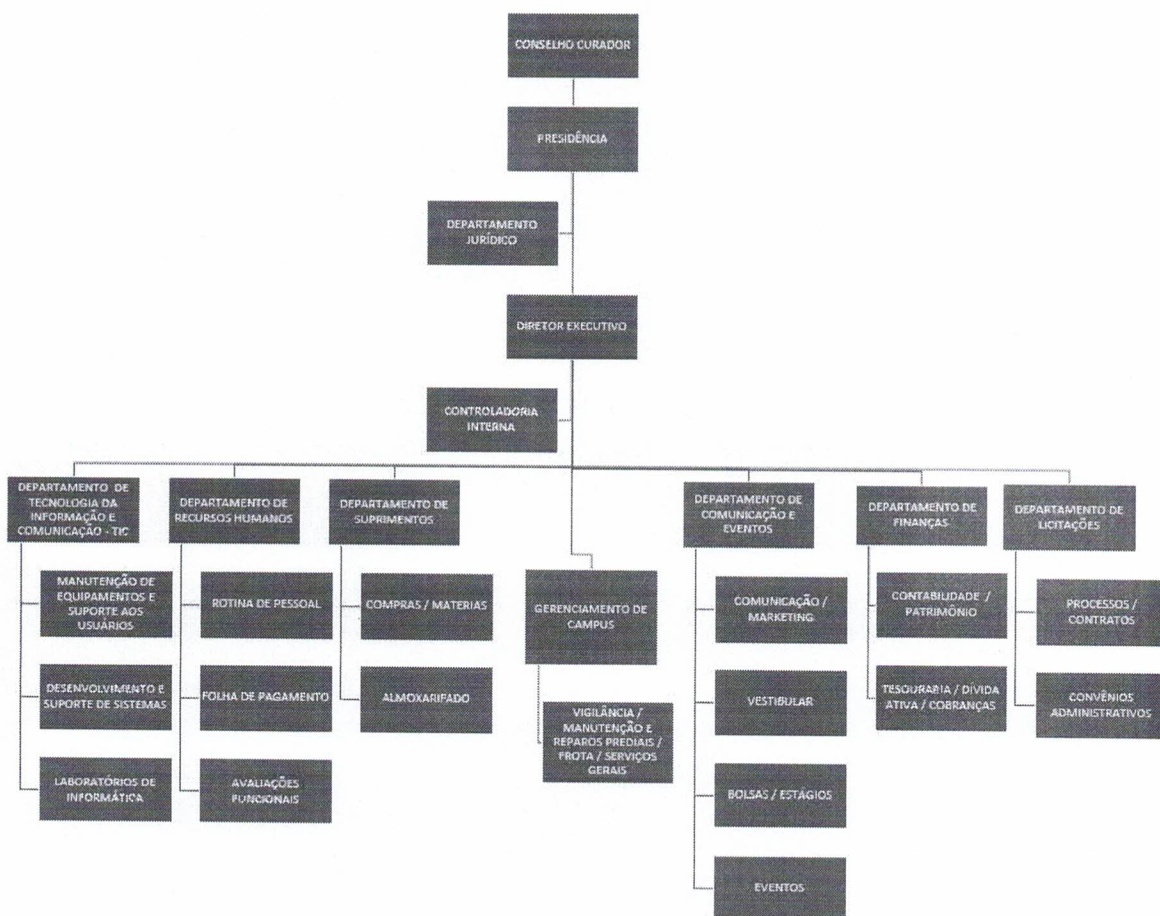 CONSELHO CURADOR
PRESIDÊNCIA
DEPARTAMENTO
JURÍDICO
DIRETOR EXECUTIVO
CONTROLADORIA
INTERNA
DEPARTAMENTO DE
TECNOLOGIA DA
INFORMAÇÃO E
COMUNICAÇÃO - TIC
MANUTENÇÃO DE
EQUIPAMENTOS E
SUPORTE AOS
USUÁRIOS
DESENVOLVIMENTO E
SUPORTE DE SISTEMAS
LABORATÓRIOS DE
INFORMÁTICA
DEPARTAMENTO DE
RECURSOS HUMANOS
ROTINA DE PESSOAL
FOLHA DE PAGAMENTO
AVALIAÇÕES
FUNCIONAIS
DEPARTAMENTO DE
SUPRIMENTOS
COMPRAS / MATERIAS
ALMOXARIFADO
GERENCIAMENTO DE
CAMPUS
VIGILÂNCIA /
MANUTENÇÃO E
REPAROS PREDIAIS /
FROTA / SERVIÇOS
GERAIS
DEPARTAMENTO DE
COMUNICAÇÃO E
EVENTOS
COMUNICAÇÃO /
MARKETING
VESTIBULAR
BOLSAS / ESTÁGIOS
EVENTOS
DEPARTAMENTO DE
FINANÇAS
CONTABILIDADE /
PATRIMÔNIO
TESOURARIA / DÍVIDA
ATIVA / COBRANÇAS
DEPARTAMENTO DE
LICITAÇÕES
PROCESSOS /
CONTRATOS
CONVÊNIOS
ADMINISTRATIVOS